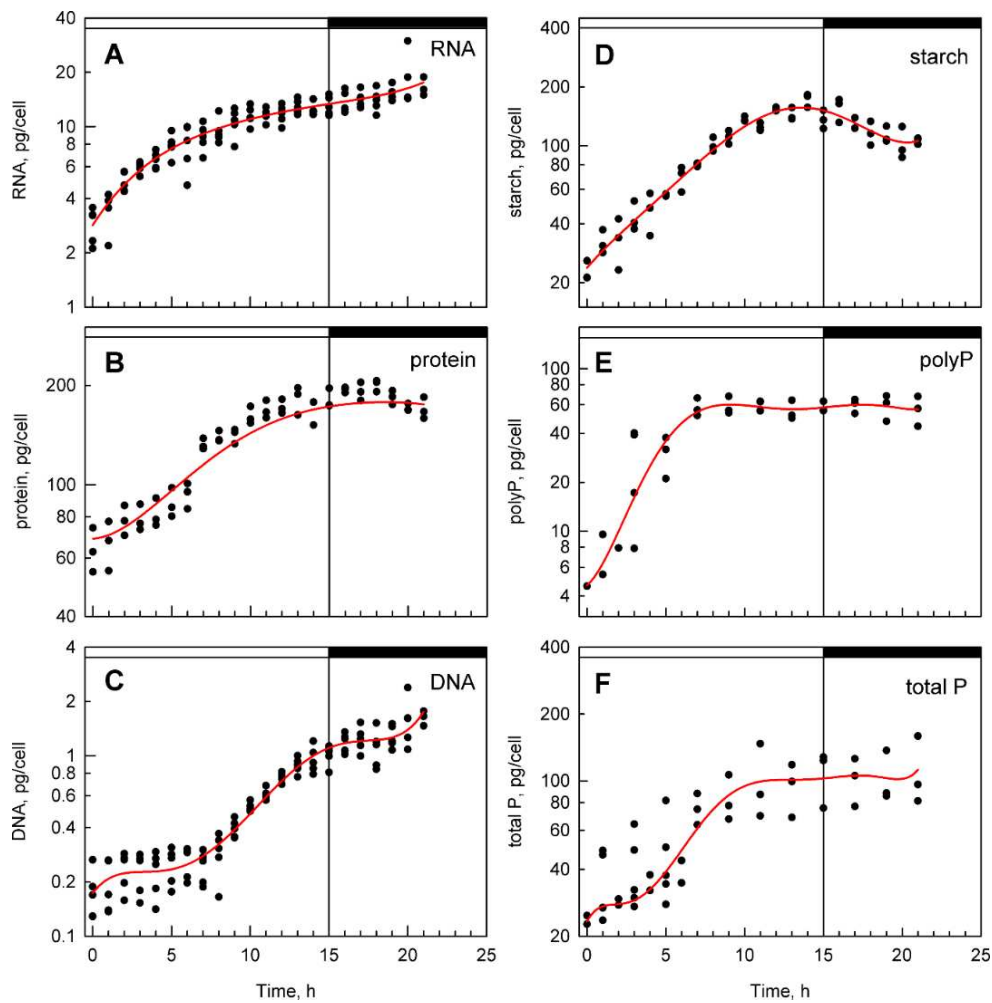 A
RNA
RNA, pg/cell
40
20
10
8
6
4
2
1
B
protein
protein, pg/cell
200
100
80
60
40
C
DNA
DNA, pg/cell
4
2
1
0.8
0.6
0.4
0.2
0.1
0 5 10 15 20 25
Time, h
D
starch
starch, pg/cell
400
200
100
80
60
40
20
E
polyP
polyP, pg/cell
100
80
60
40
20
10
8
6
4
F
total P
total P, pg/cell
400
200
100
80
60
40
20
0 5 10 15 20 25
Time, h